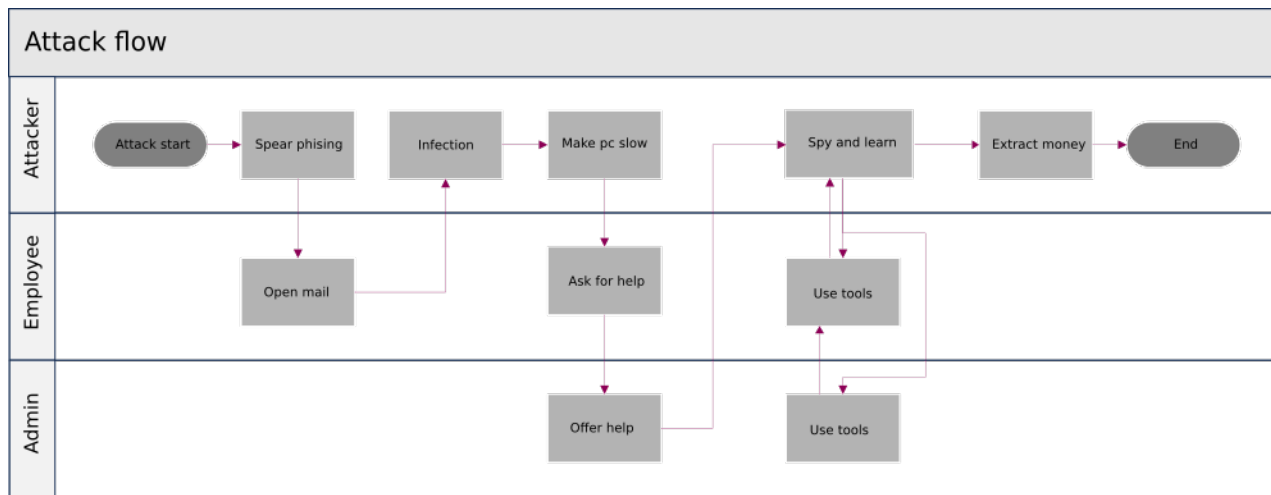 Attack flow
Attacker
Attack start
Spear phising
Infection
Make pc slow
Spy and learn
Extract money
End
Employee
Open mail
Ask for help
Use tools
Admin
Offer help
Use tools